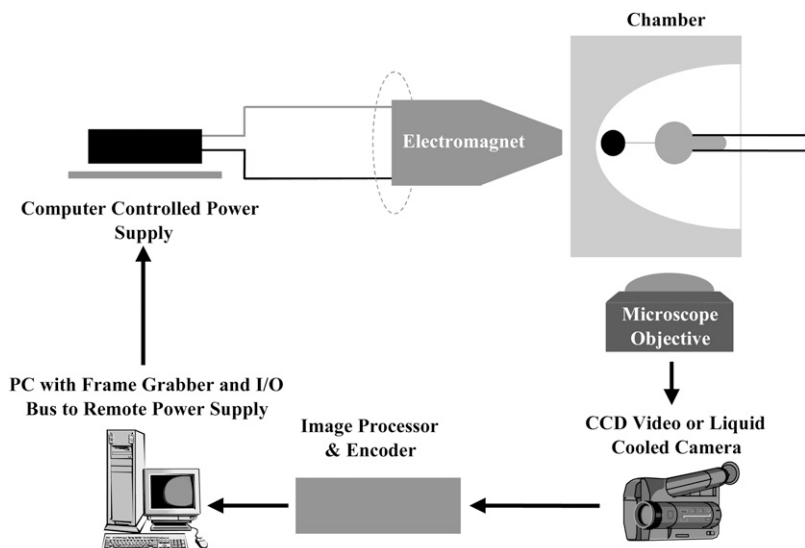 Chamber
Electromagnet
Computer Controlled Power
Supply
Microscope
Objective
PC with Frame Grabber and I/O
Bus to Remote Power Supply
Image Processor
& Encoder
CCD Video or Liquid
Cooled Camera